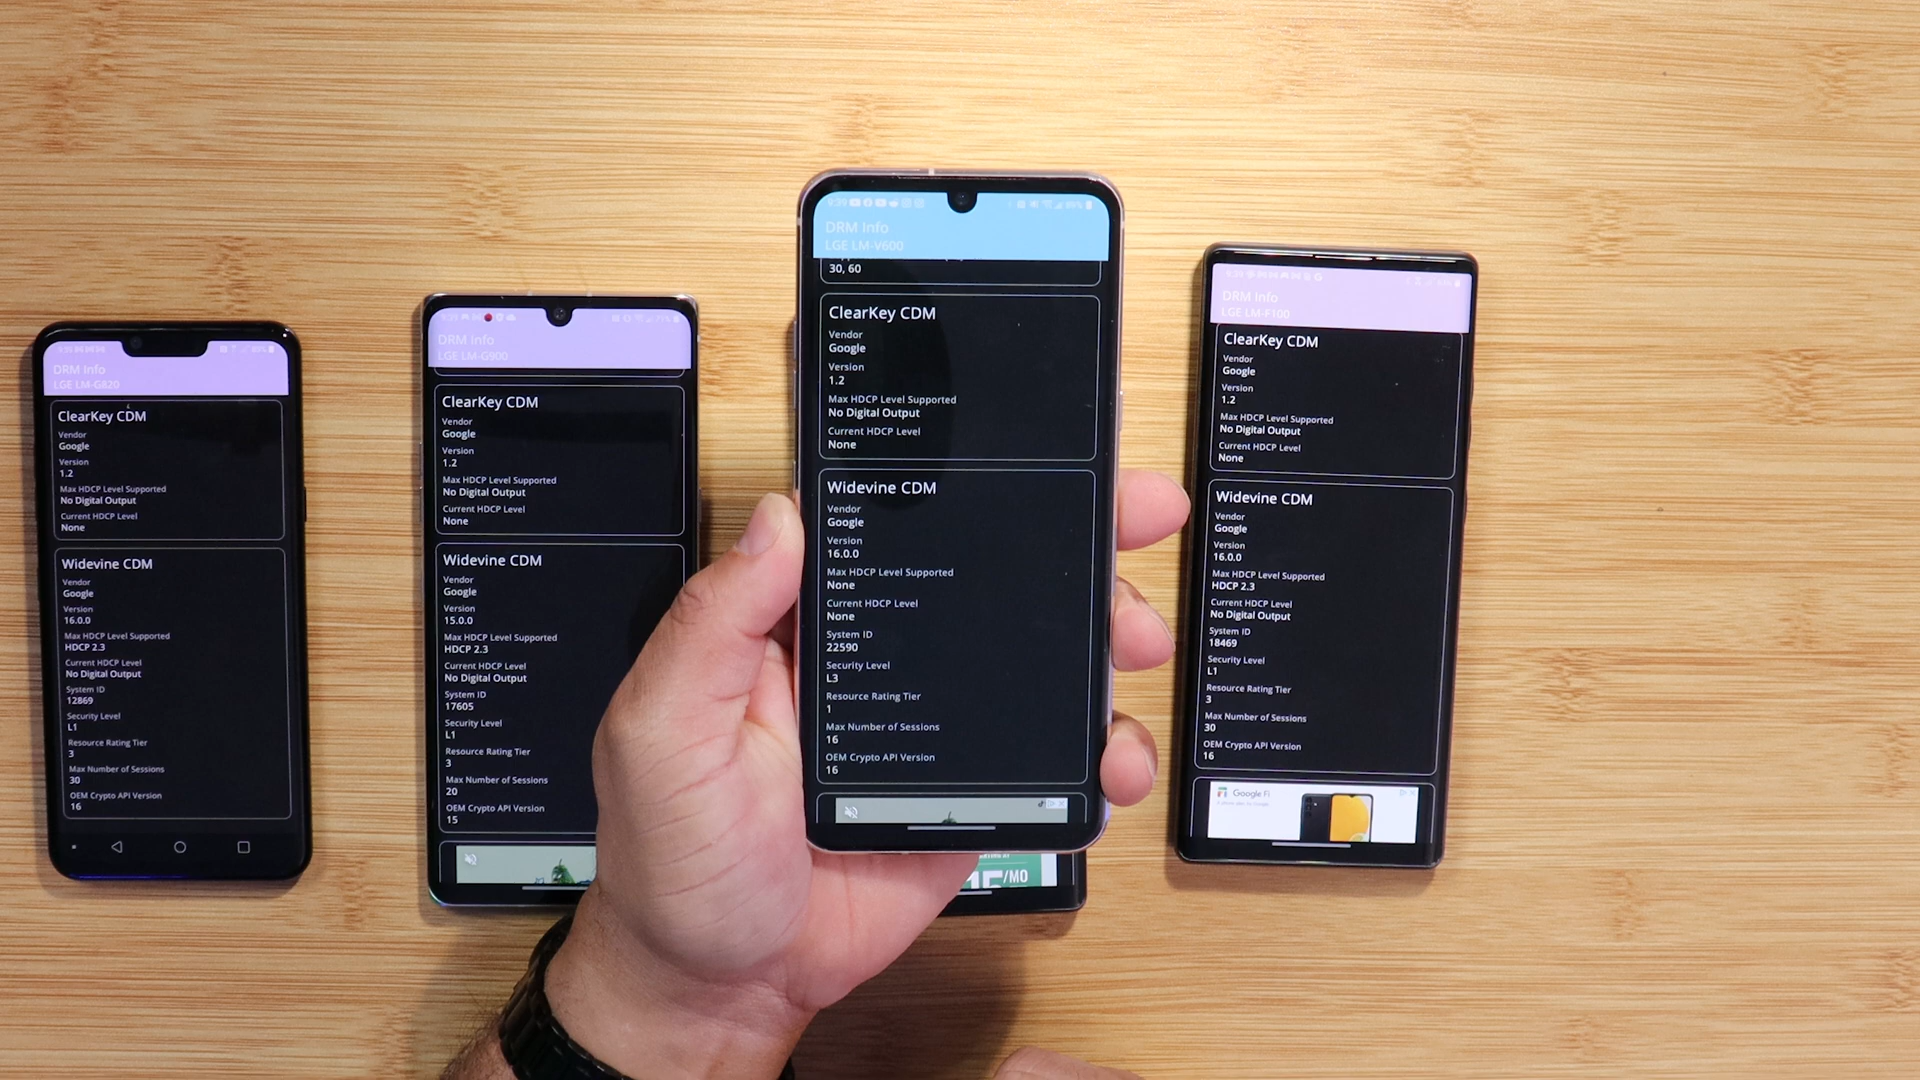 DRM Info
LGE LM-G820
ClearKey CDM
Vendor
Google
Version
1.2
Max HDCP Level Supported
No Digital Output
Current HDCP Level
None
Widevine CDM
Vendor
Google
Version
16.0.0
Max HDCP Level Supported
HDCP 2.3
Current HDCP Level
No Digital Output
System ID
12869
Security Level
L1
Resource Rating Tier
3
Max Number of Sessions
30
OEM Crypto API Version
16
DRM Info
LGE LM-G900
ClearKey CDM
Vendor
Google
Version
1.2
Max HDCP Level Supported
No Digital Output
Current HDCP Level
None
Widevine CDM
Vendor
Google
Version
15.0.0
Max HDCP Level Supported
HDCP 2.3
Current HDCP Level
No Digital Output
System ID
17605
Security Level
L1
Resource Rating Tier
3
Max Number of Sessions
20
OEM Crypto API Version
15
9:39
DRM Info
LGE LM-V600
30, 60
ClearKey CDM
Vendor
Google
Version
1.2
Max HDCP Level Supported
No Digital Output
Current HDCP Level
None
Widevine CDM
Vendor
Google
Version
16.0.0
Max HDCP Level Supported
None
Current HDCP Level
None
System ID
22590
Security Level
L3
Resource Rating Tier
1
Max Number of Sessions
16
OEM Crypto API Version
16
15/MO
DRM Info
LGE LM-F100
ClearKey CDM
Vendor
Google
Version
1.2
Max HDCP Level Supported
No Digital Output
Current HDCP Level
None
Widevine CDM
Vendor
Google
Version
16.0.0
Max HDCP Level Supported
HDCP 2.3
Current HDCP Level
No Digital Output
System ID
18469
Security Level
L1
Resource Rating Tier
3
Max Number of Sessions
30
OEM Crypto API Version
16
Google Fi